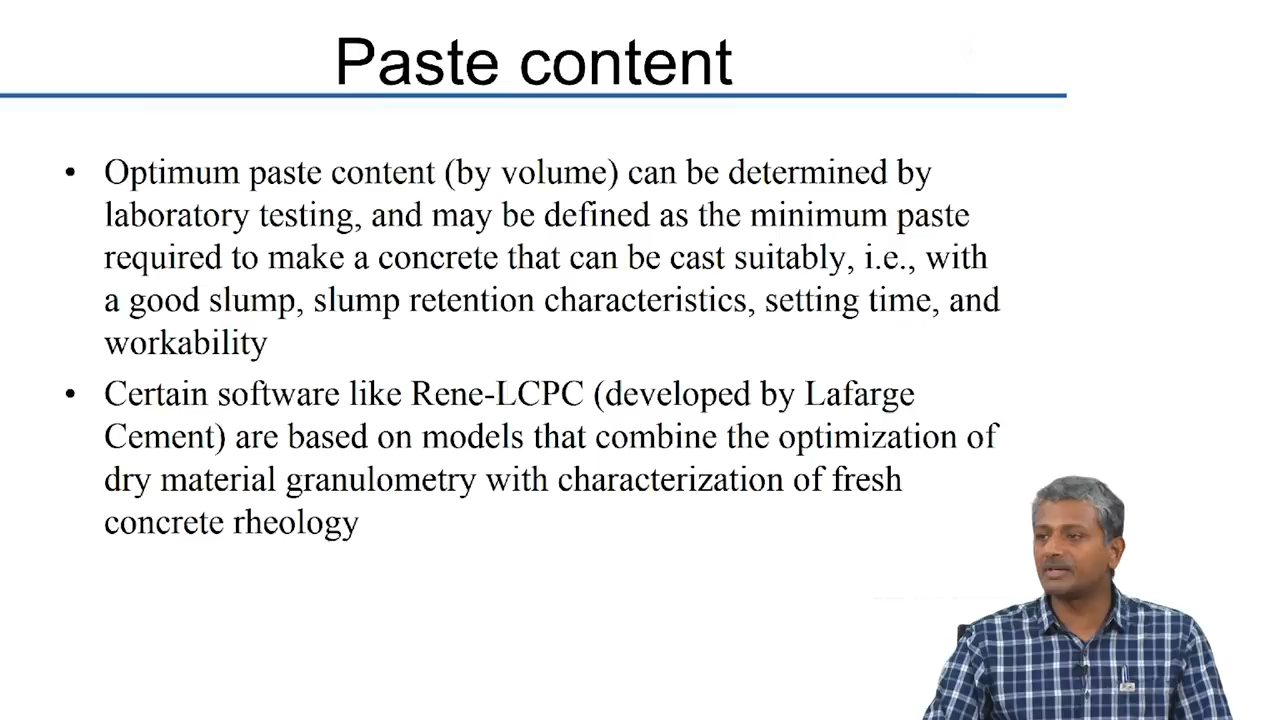 Paste content
• Optimum paste content (by volume) can be determined by
laboratory testing, and may be defined as the minimum paste
required to make a concrete that can be cast suitably, i.e., with
a good slump, slump retention characteristics, setting time, and
workability
• Certain software like Rene-LCPC (developed by Lafarge
Cement) are based on models that combine the optimization of
dry material granulometry with characterization of fresh
concrete rheology